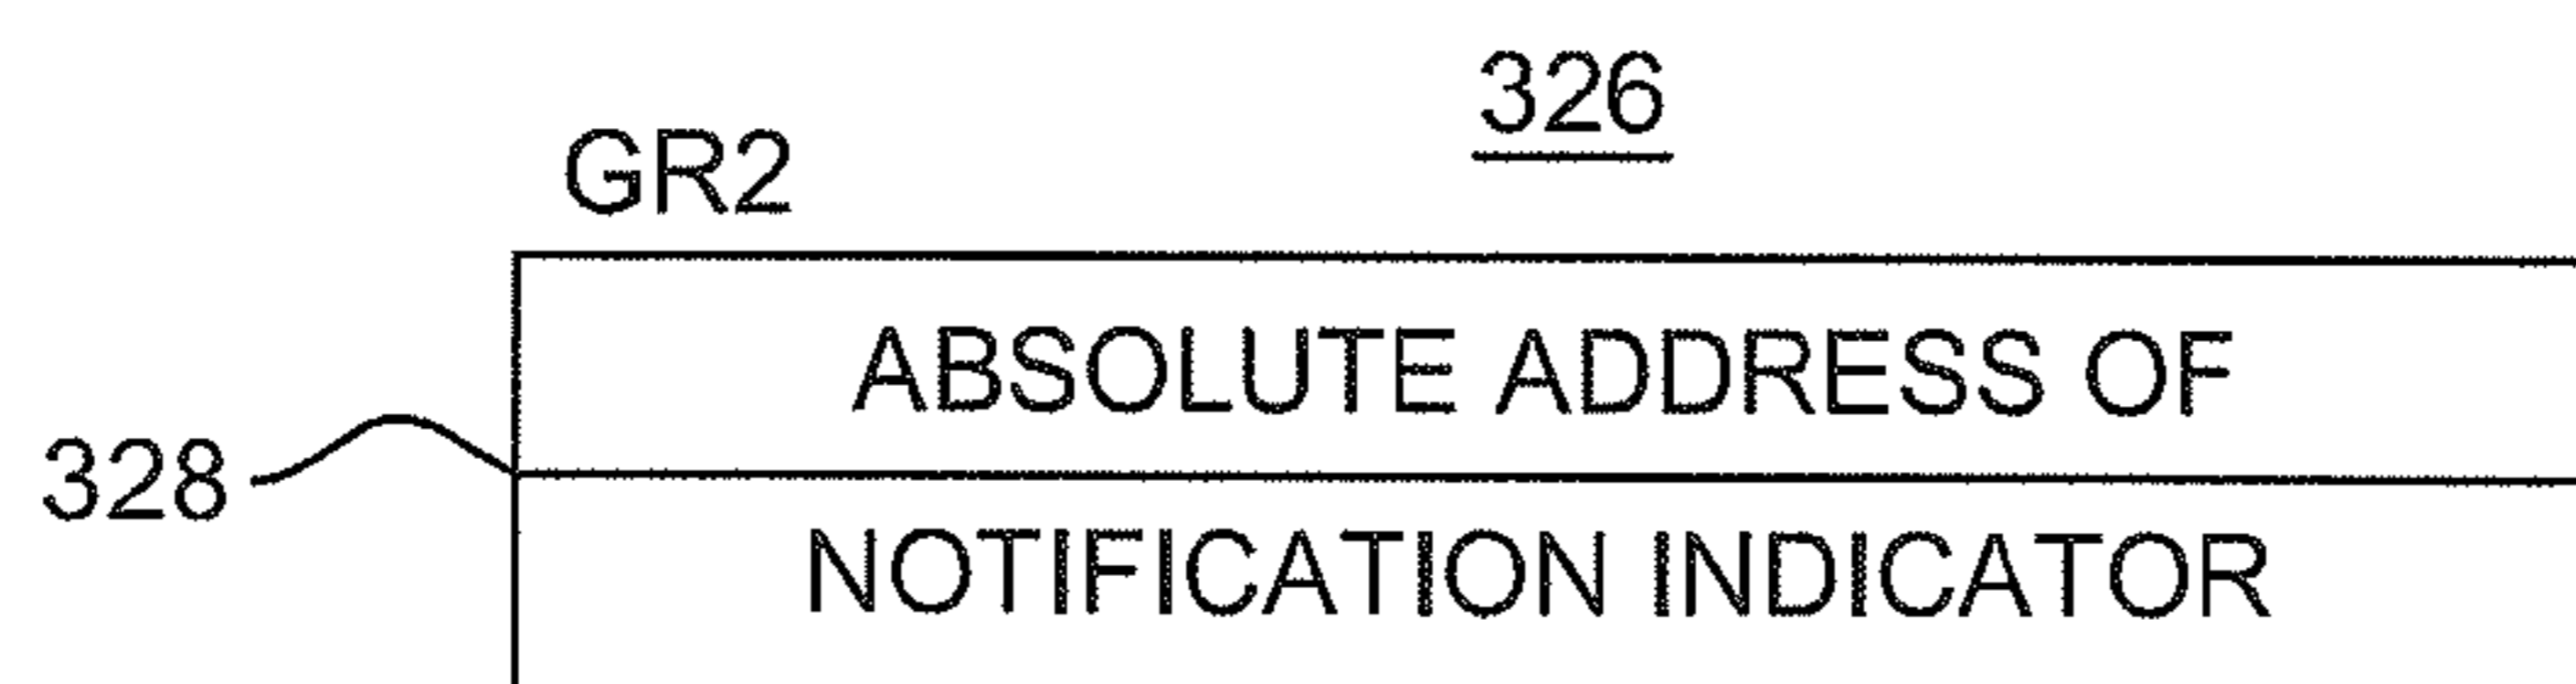 326
GR2
ABSOLUTE ADDRESS OF
328
NOTIFICATION INDICATOR